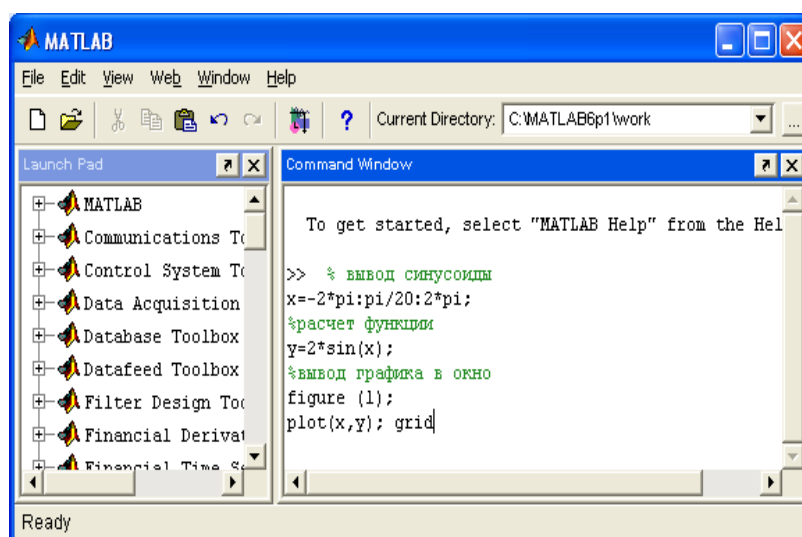 MATLAB
File Edit View Web Window Help
? Current Directory: C:\MATLAB6p1\work ...
Launch Pad
MATLAB
Communications To
Control System To
Data Acquisition
Database Toolbox
Datafeed Toolbox
Filter Design Too
Financial Derivat
Financial Time Se
Command Window
To get started, select "MATLAB Help" from the Hel
>> % вывод синусоиды
x=-2*pi:pi/20:2*pi;
%расчет функции
y=2*sin(x);
%вывод графика в окно
figure (1);
plot(x,y); grid
Ready